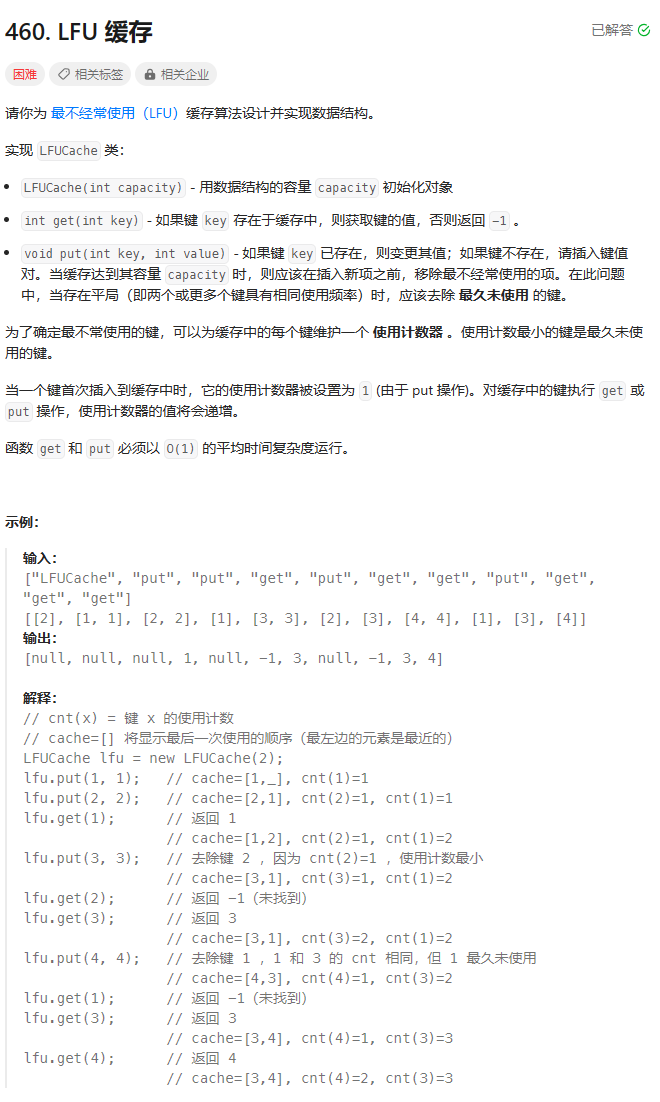 460. LFU 缓存
已解答
困难
相关标签
相关企业
请你为 最不经常使用（LFU）缓存算法设计并实现数据结构。
实现 LFUCache 类：
LFUCache(int capacity) - 用数据结构的容量 capacity 初始化对象
int get(int key) - 如果键 key 存在于缓存中，则获取键的值，否则返回 -1 。
void put(int key, int value) - 如果键 key 已存在，则变更其值；如果键不存在，请插入键值
对。当缓存达到其容量 capacity 时，则应该在插入新项之前，移除最不经常使用的项。在此问题
中，当存在平局（即两个或更多个键具有相同使用频率）时，应该去除 最久未使用 的键。
为了确定最不常使用的键，可以为缓存中的每个键维护一个 使用计数器 。使用计数最小的键是最久未使
用的键。
当一个键首次插入到缓存中时，它的使用计数器被设置为 1 (由于 put 操作)。对缓存中的键执行 get 或
put 操作，使用计数器的值将会递增。
函数 get 和 put 必须以 O(1) 的平均时间复杂度运行。
示例：
输入：
["LFUCache", "put", "put", "get", "put", "get", "get", "put", "get",
"get", "get"]
[[2], [1, 1], [2, 2], [1], [3, 3], [2], [3], [4, 4], [1], [3], [4]]
输出：
[null, null, null, 1, null, -1, 3, null, -1, 3, 4]
解释：
// cnt(x) = 键 x 的使用计数
// cache=[] 将显示最后一次使用的顺序（最左边的元素是最近的）
LFUCache lfu = new LFUCache(2);
lfu.put(1, 1);   // cache=[1,_], cnt(1)=1
lfu.put(2, 2);   // cache=[2,1], cnt(2)=1, cnt(1)=1
lfu.get(1);      // 返回 1
// cache=[1,2], cnt(2)=1, cnt(1)=2
lfu.put(3, 3);   // 去除键 2 ，因为 cnt(2)=1 ，使用计数最小
// cache=[3,1], cnt(3)=1, cnt(1)=2
lfu.get(2);      // 返回 -1（未找到）
lfu.get(3);      // 返回 3
// cache=[3,1], cnt(3)=2, cnt(1)=2
lfu.put(4, 4);   // 去除键 1 ，1 和 3 的 cnt 相同，但 1 最久未使用
// cache=[4,3], cnt(4)=1, cnt(3)=2
lfu.get(1);      // 返回 -1（未找到）
lfu.get(3);      // 返回 3
// cache=[3,4], cnt(4)=1, cnt(3)=3
lfu.get(4);      // 返回 4
// cache=[3,4], cnt(4)=2, cnt(3)=3